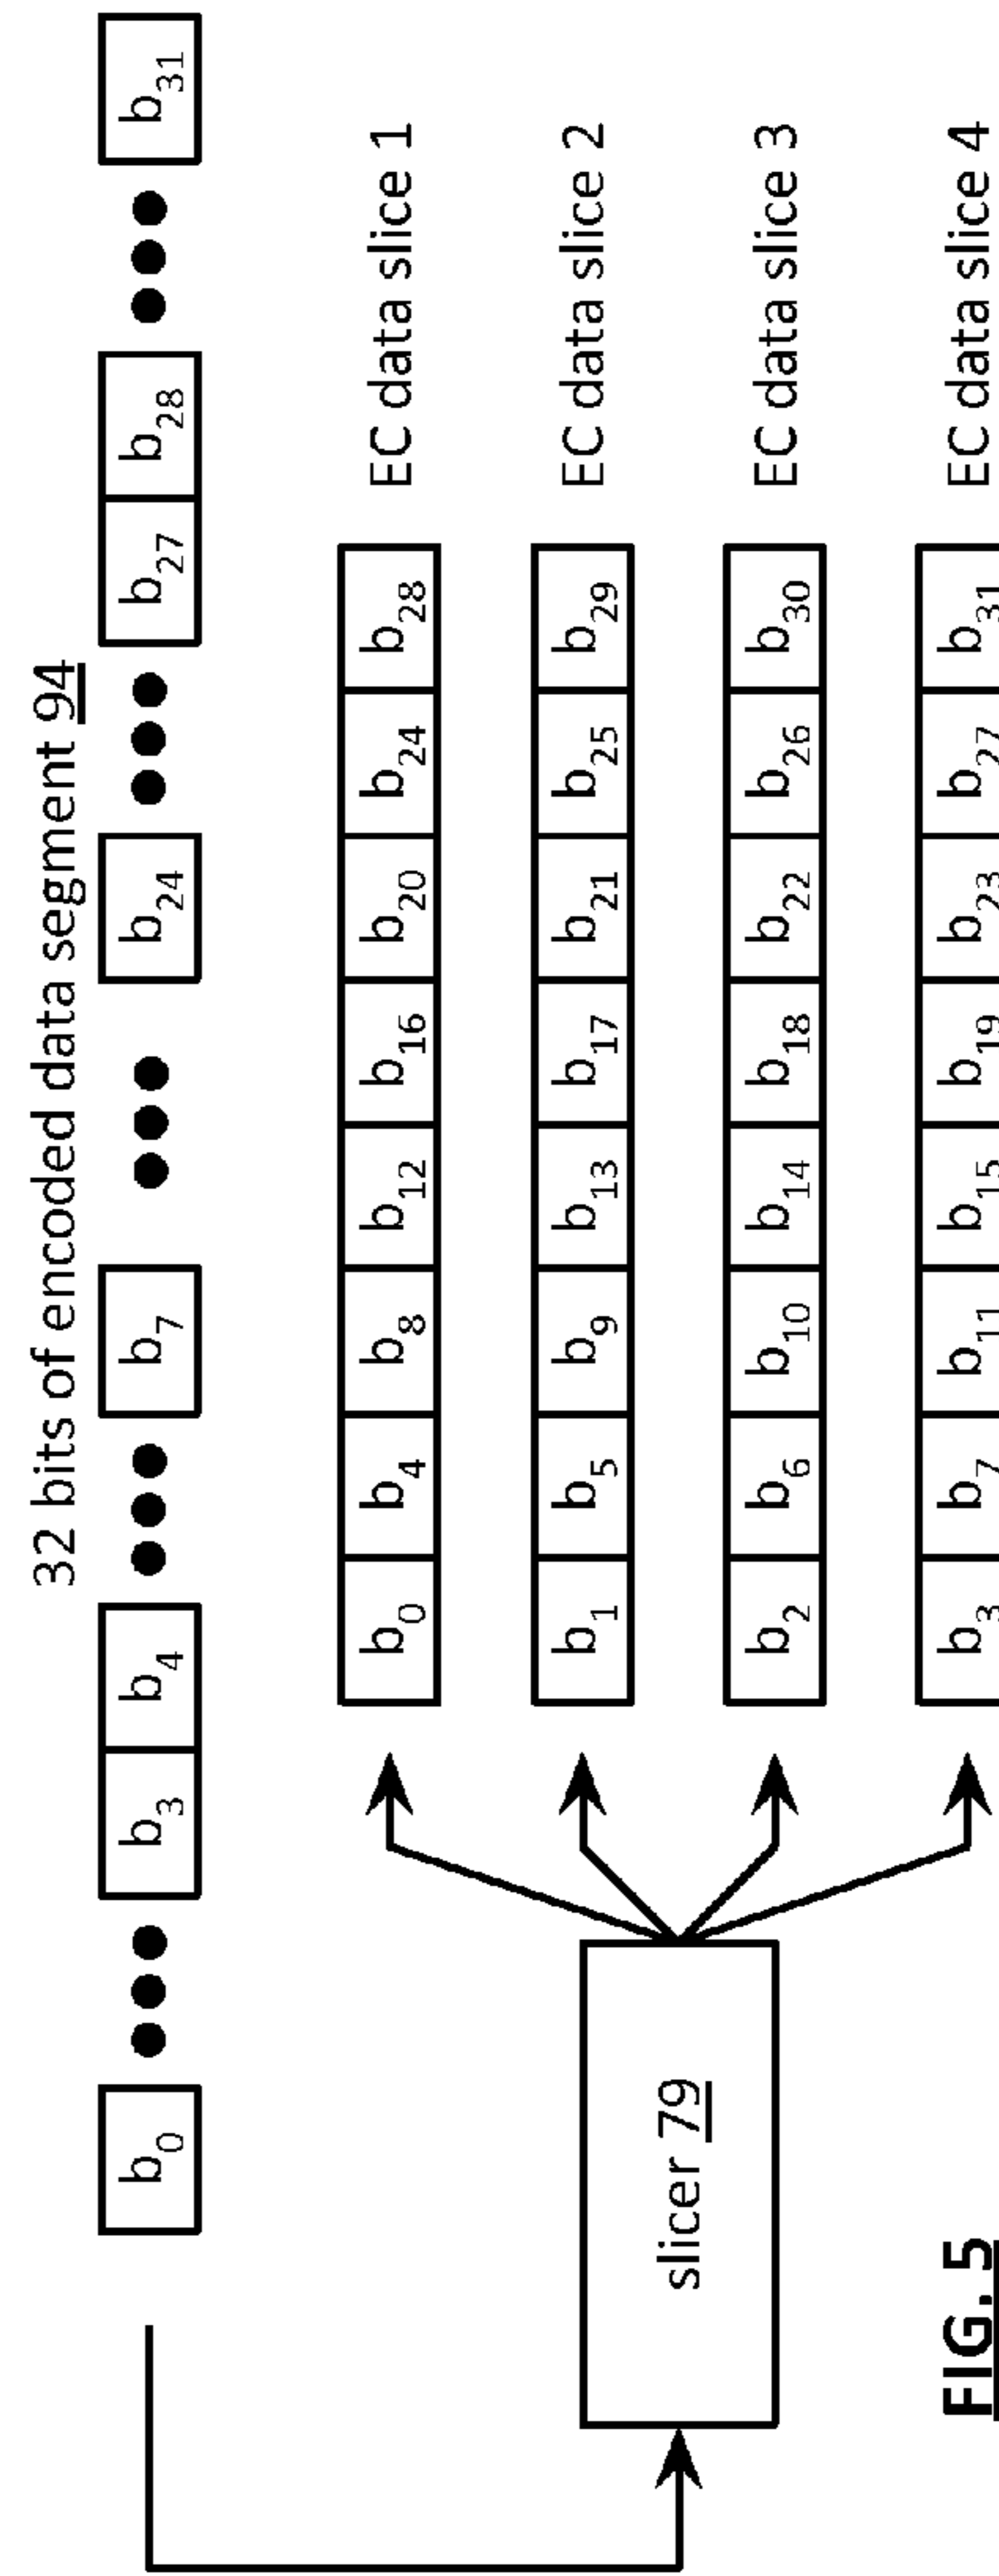 32 bits of encoded data segment 94
b0 b3 b4 b7 b24 b27 b28 b31
b0 b4 b8 b12 b16 b20 b24 b28 EC data slice 1
b1 b5 b9 b13 b17 b21 b25 b29 EC data slice 2
slicer 79
b2 b6 b10 b14 b18 b22 b26 b30 EC data slice 3
b3 b7 b11 b15 b19 b23 b27 b31 EC data slice 4
FIG. 5